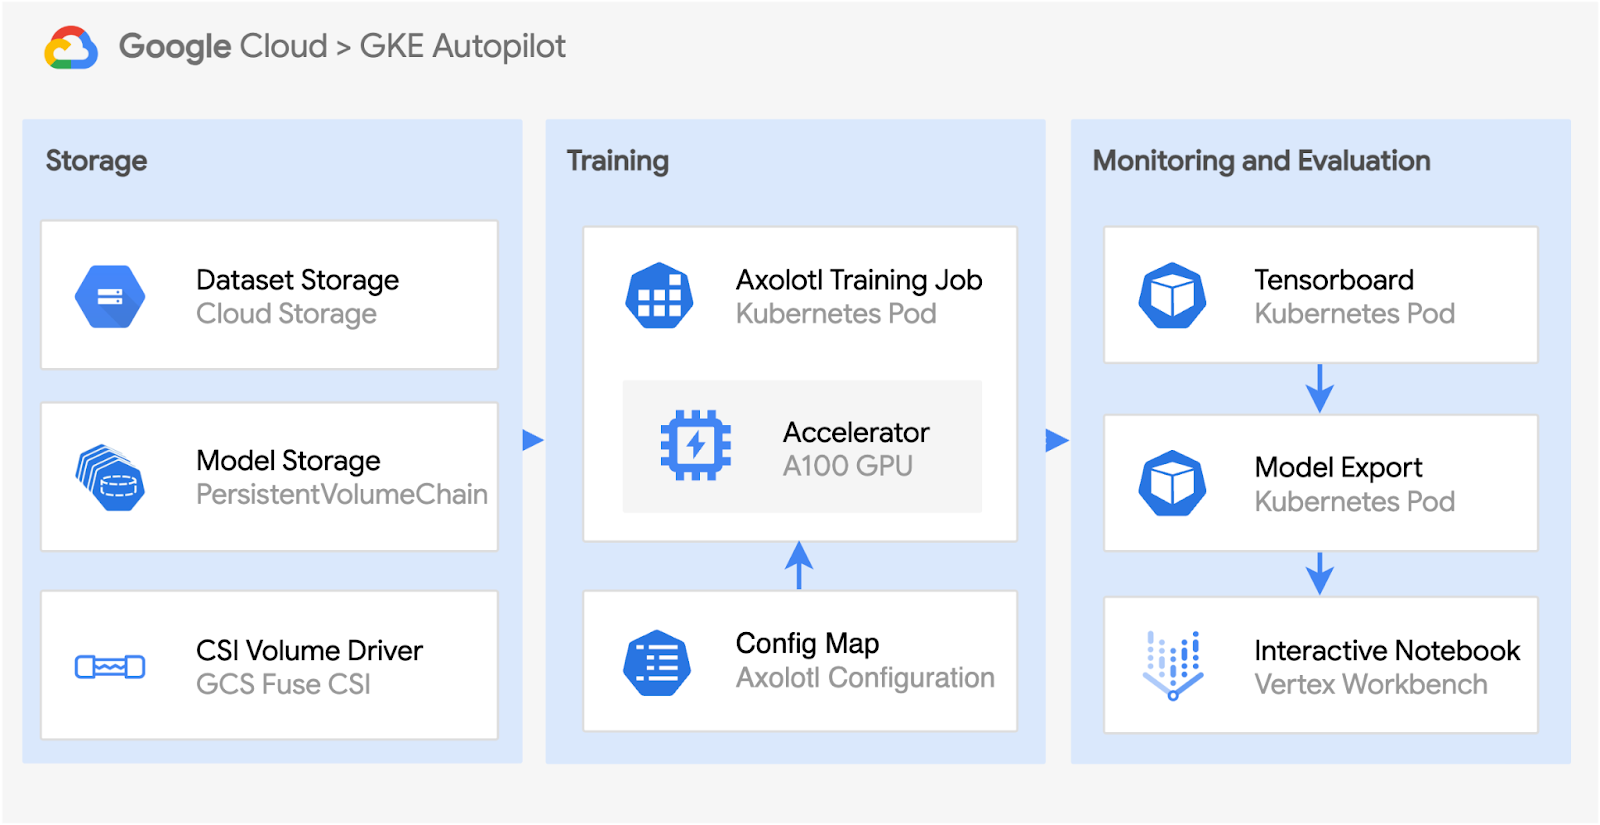 Google Cloud > GKE Autopilot
Storage
Dataset Storage
Cloud Storage
Model Storage
PersistentVolumeChain
CSI Volume Driver
GCS Fuse CSI
Training
Axolotl Training Job
Kubernetes Pod
Accelerator
A100 GPU
Config Map
Axolotl Configuration
Monitoring and Evaluation
Tensorboard
Kubernetes Pod
Model Export
Kubernetes Pod
Interactive Notebook
Vertex Workbench